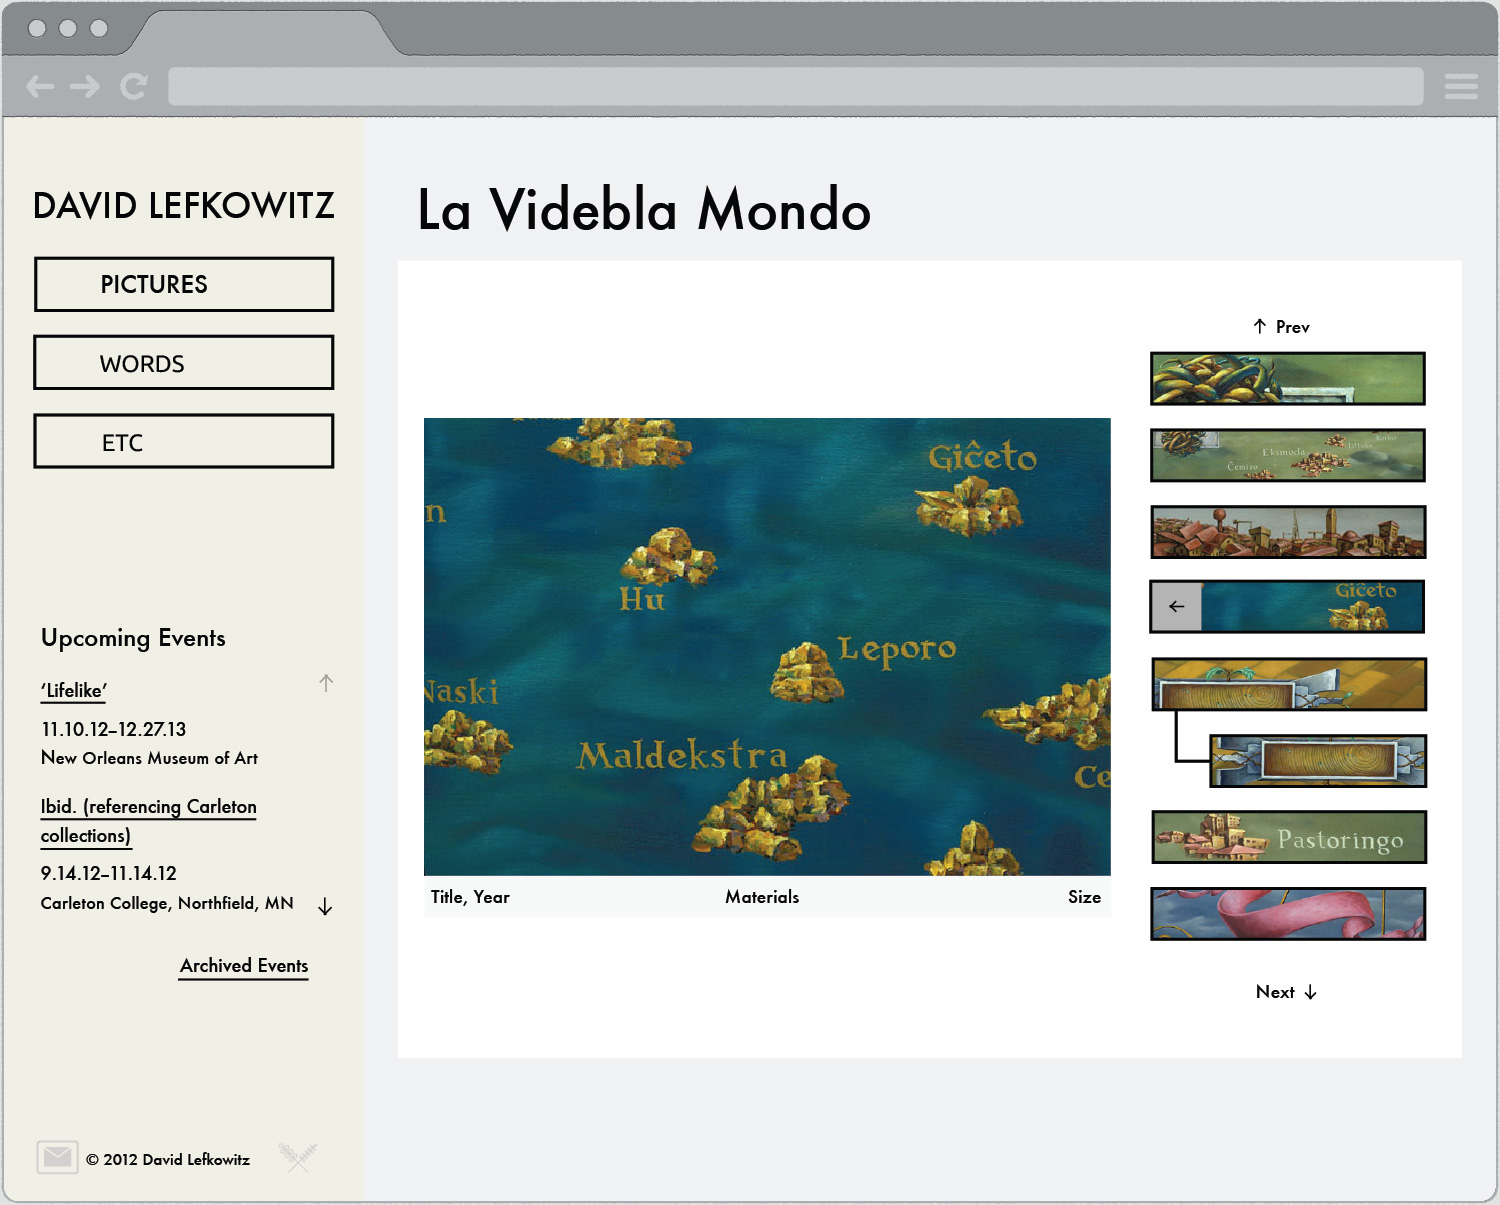 DAVID LEFKOWITZ
PICTURES
WORDS
ETC
Upcoming Events
‘Lifelike’
11.10.12–12.27.13
New Orleans Museum of Art
Ibid. (referencing Carleton
collections)
9.14.12–11.14.12
Carleton College, Northfield, MN
Archived Events
© 2012 David Lefkowitz
La Videbla Mondo
Giĉeto
n
Hu
Leporo
Naski
Maldekstra
Ce
Title, Year Materials Size
↑ Prev
Eksmoda
Ĉemizo
←
Giĉeto
Pastoringo
Next ↓